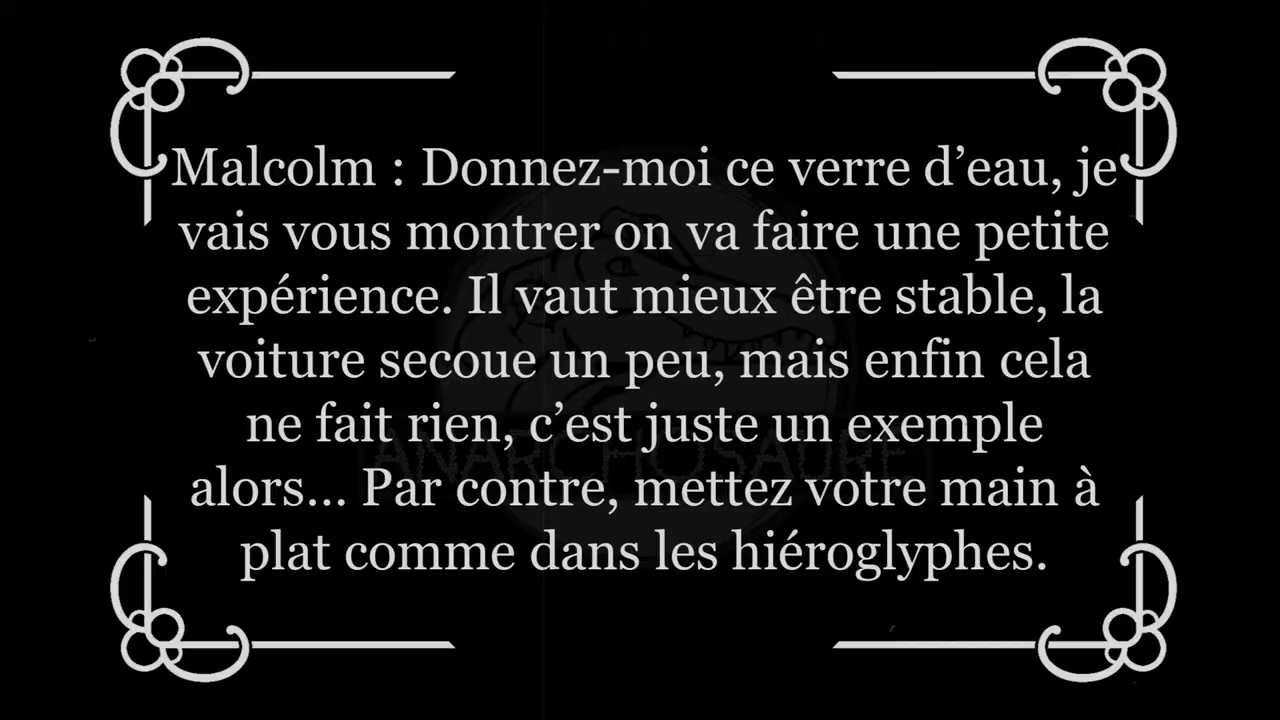 Malcolm : Donnez-moi ce verre d’eau, je
vais vous montrer on va faire une petite
expérience. Il vaut mieux être stable, la
voiture secoue un peu, mais enfin cela
ne fait rien, c’est juste un exemple
alors… Par contre, mettez votre main à
plat comme dans les hiéroglyphes.
ANARCHOSAURE